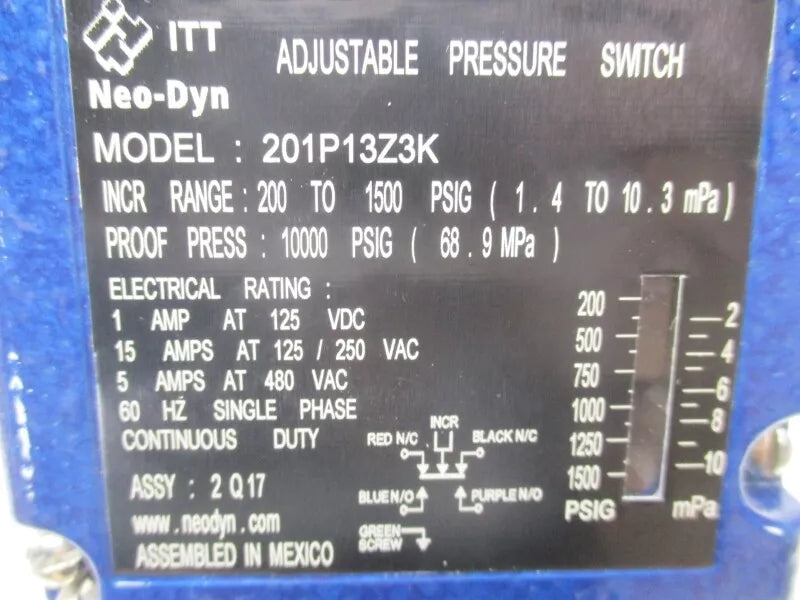 ITT
Neo-Dyn
ADJUSTABLE PRESSURE SWITCH
MODEL : 201P13Z3K
INCR RANGE : 200 TO 1500 PSIG ( 1 . 4 TO 10 . 3 mPa )
PROOF PRESS : 10000 PSIG ( 68 . 9 MPa )
ELECTRICAL RATING :
1 AMP AT 125 VDC
15 AMPS AT 125 / 250 VAC
5 AMPS AT 480 VAC
60 HZ SINGLE PHASE
CONTINUOUS DUTY
ASSY : 2 Q 17
www . neodyn . com
ASSEMBLED IN MEXICO
INCR
RED N/C
BLACK N/C
BLUE N/O
PURPLE N/O
GREEN
SCREW
200
500
750
1000
1250
1500
PSIG
2
4
6
8
10
mPa